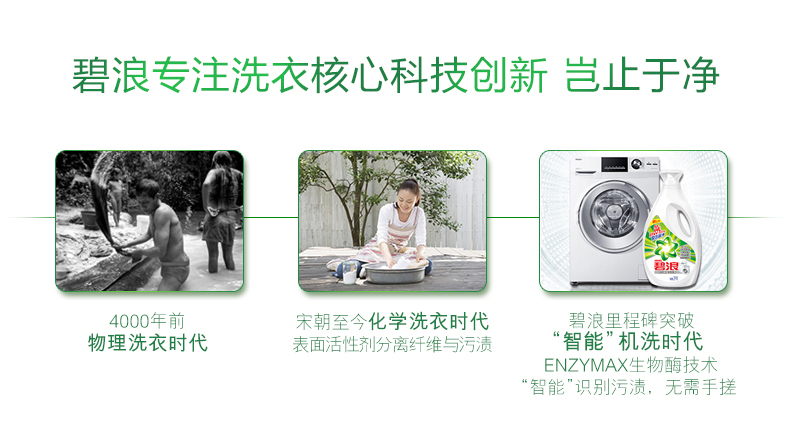 碧浪专注洗衣核心科技创新 岂止于净
碧浪
4000年前
物理洗衣时代
宋朝至今化学洗衣时代
表面活性剂分离纤维与污渍
碧浪里程碑突破
“智能”机洗时代
ENZYMAX生物酶技术
“智能”识别污渍，无需手搓